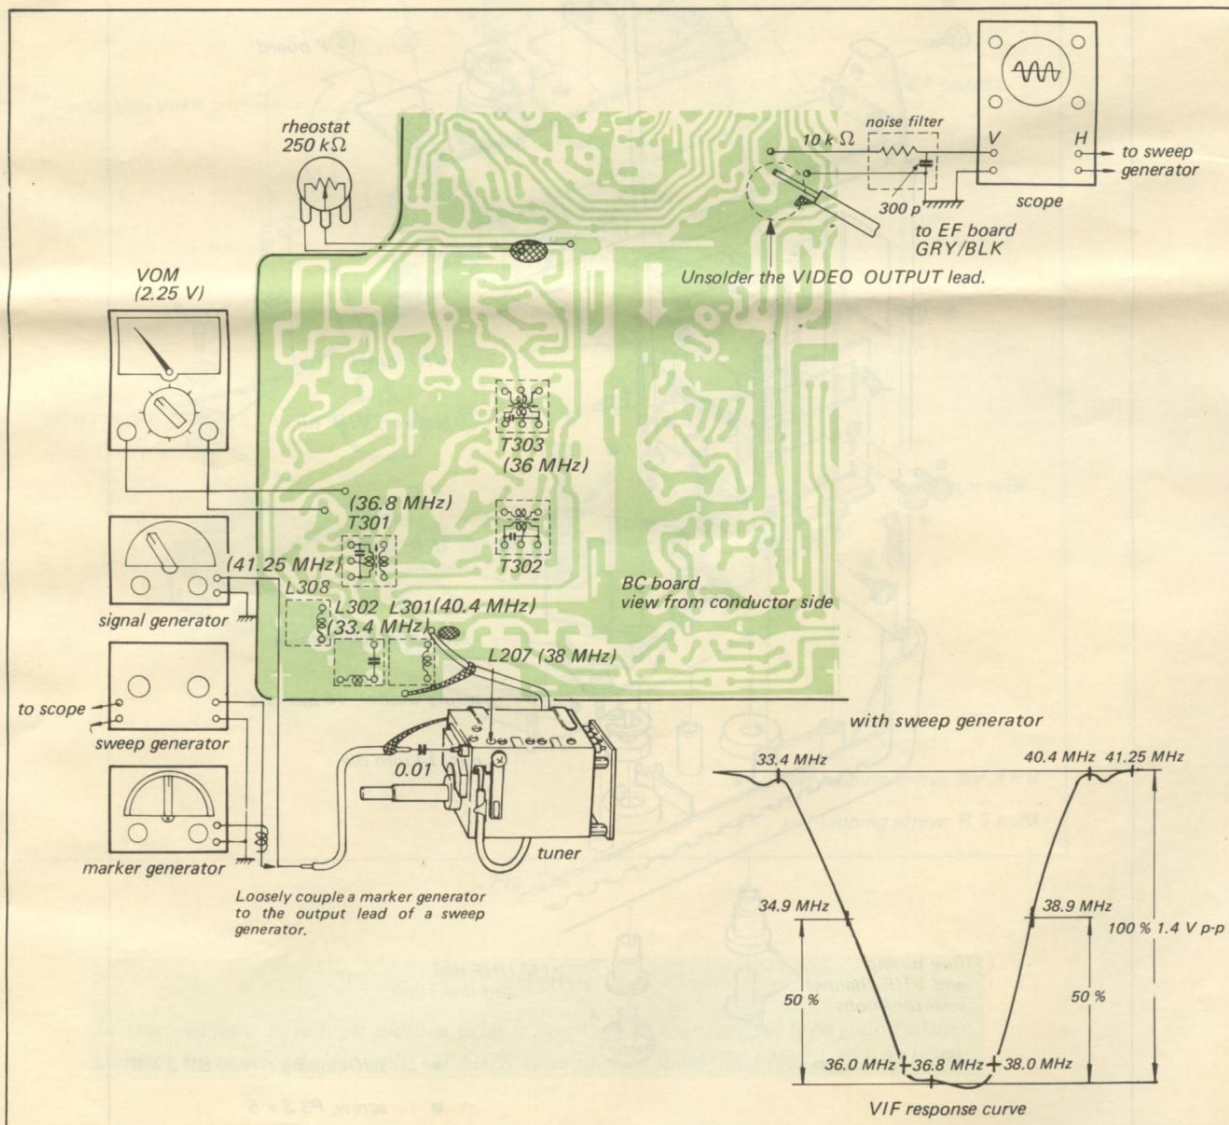 rheostat
250 kΩ
noise filter
10 kΩ
300 p
V
H
to sweep
generator
scope
to EF board
GRY/BLK
Unsolder the VIDEO OUTPUT lead.
VOM
(2.25 V)
T303
(36 MHz)
(36.8 MHz)
T301
T302
(41.25 MHz)
L308
L302 L301 (40.4 MHz)
(33.4 MHz)
BC board
view from conductor side
signal generator
L207 (38 MHz)
to scope
sweep generator
0.01
marker generator
tuner
Loosely couple a marker generator
to the output lead of a sweep
generator.
with sweep generator
33.4 MHz
40.4 MHz
41.25 MHz
34.9 MHz
38.9 MHz
100 % 1.4 V p-p
50 %
50 %
36.0 MHz
36.8 MHz
38.0 MHz
VIF response curve